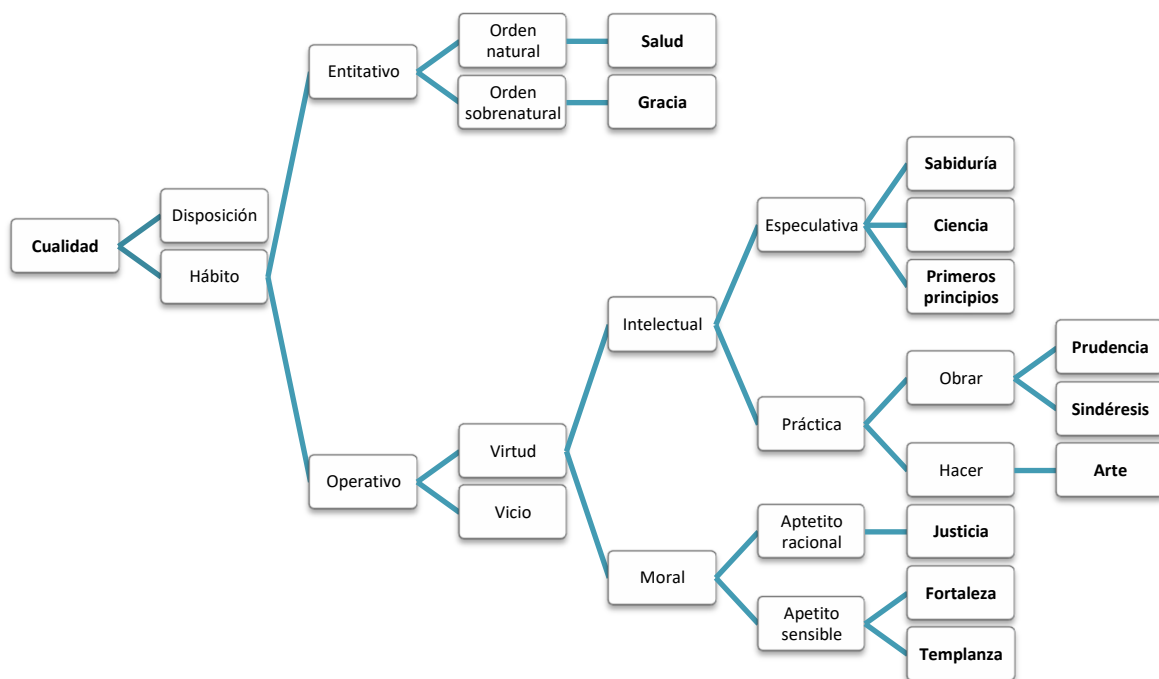 Orden
natural
Salud
Entitativo
Orden
sobrenatural
Gracia
Cualidad
Disposición
Hábito
Sabiduría
Especulativa
Ciencia
Primeros
principios
Intelectual
Prudencia
Obrar
Sindéresis
Práctica
Hacer
Arte
Virtud
Operativo
Vicio
Aptetito
racional
Justicia
Moral
Fortaleza
Apetito
sensible
Templanza